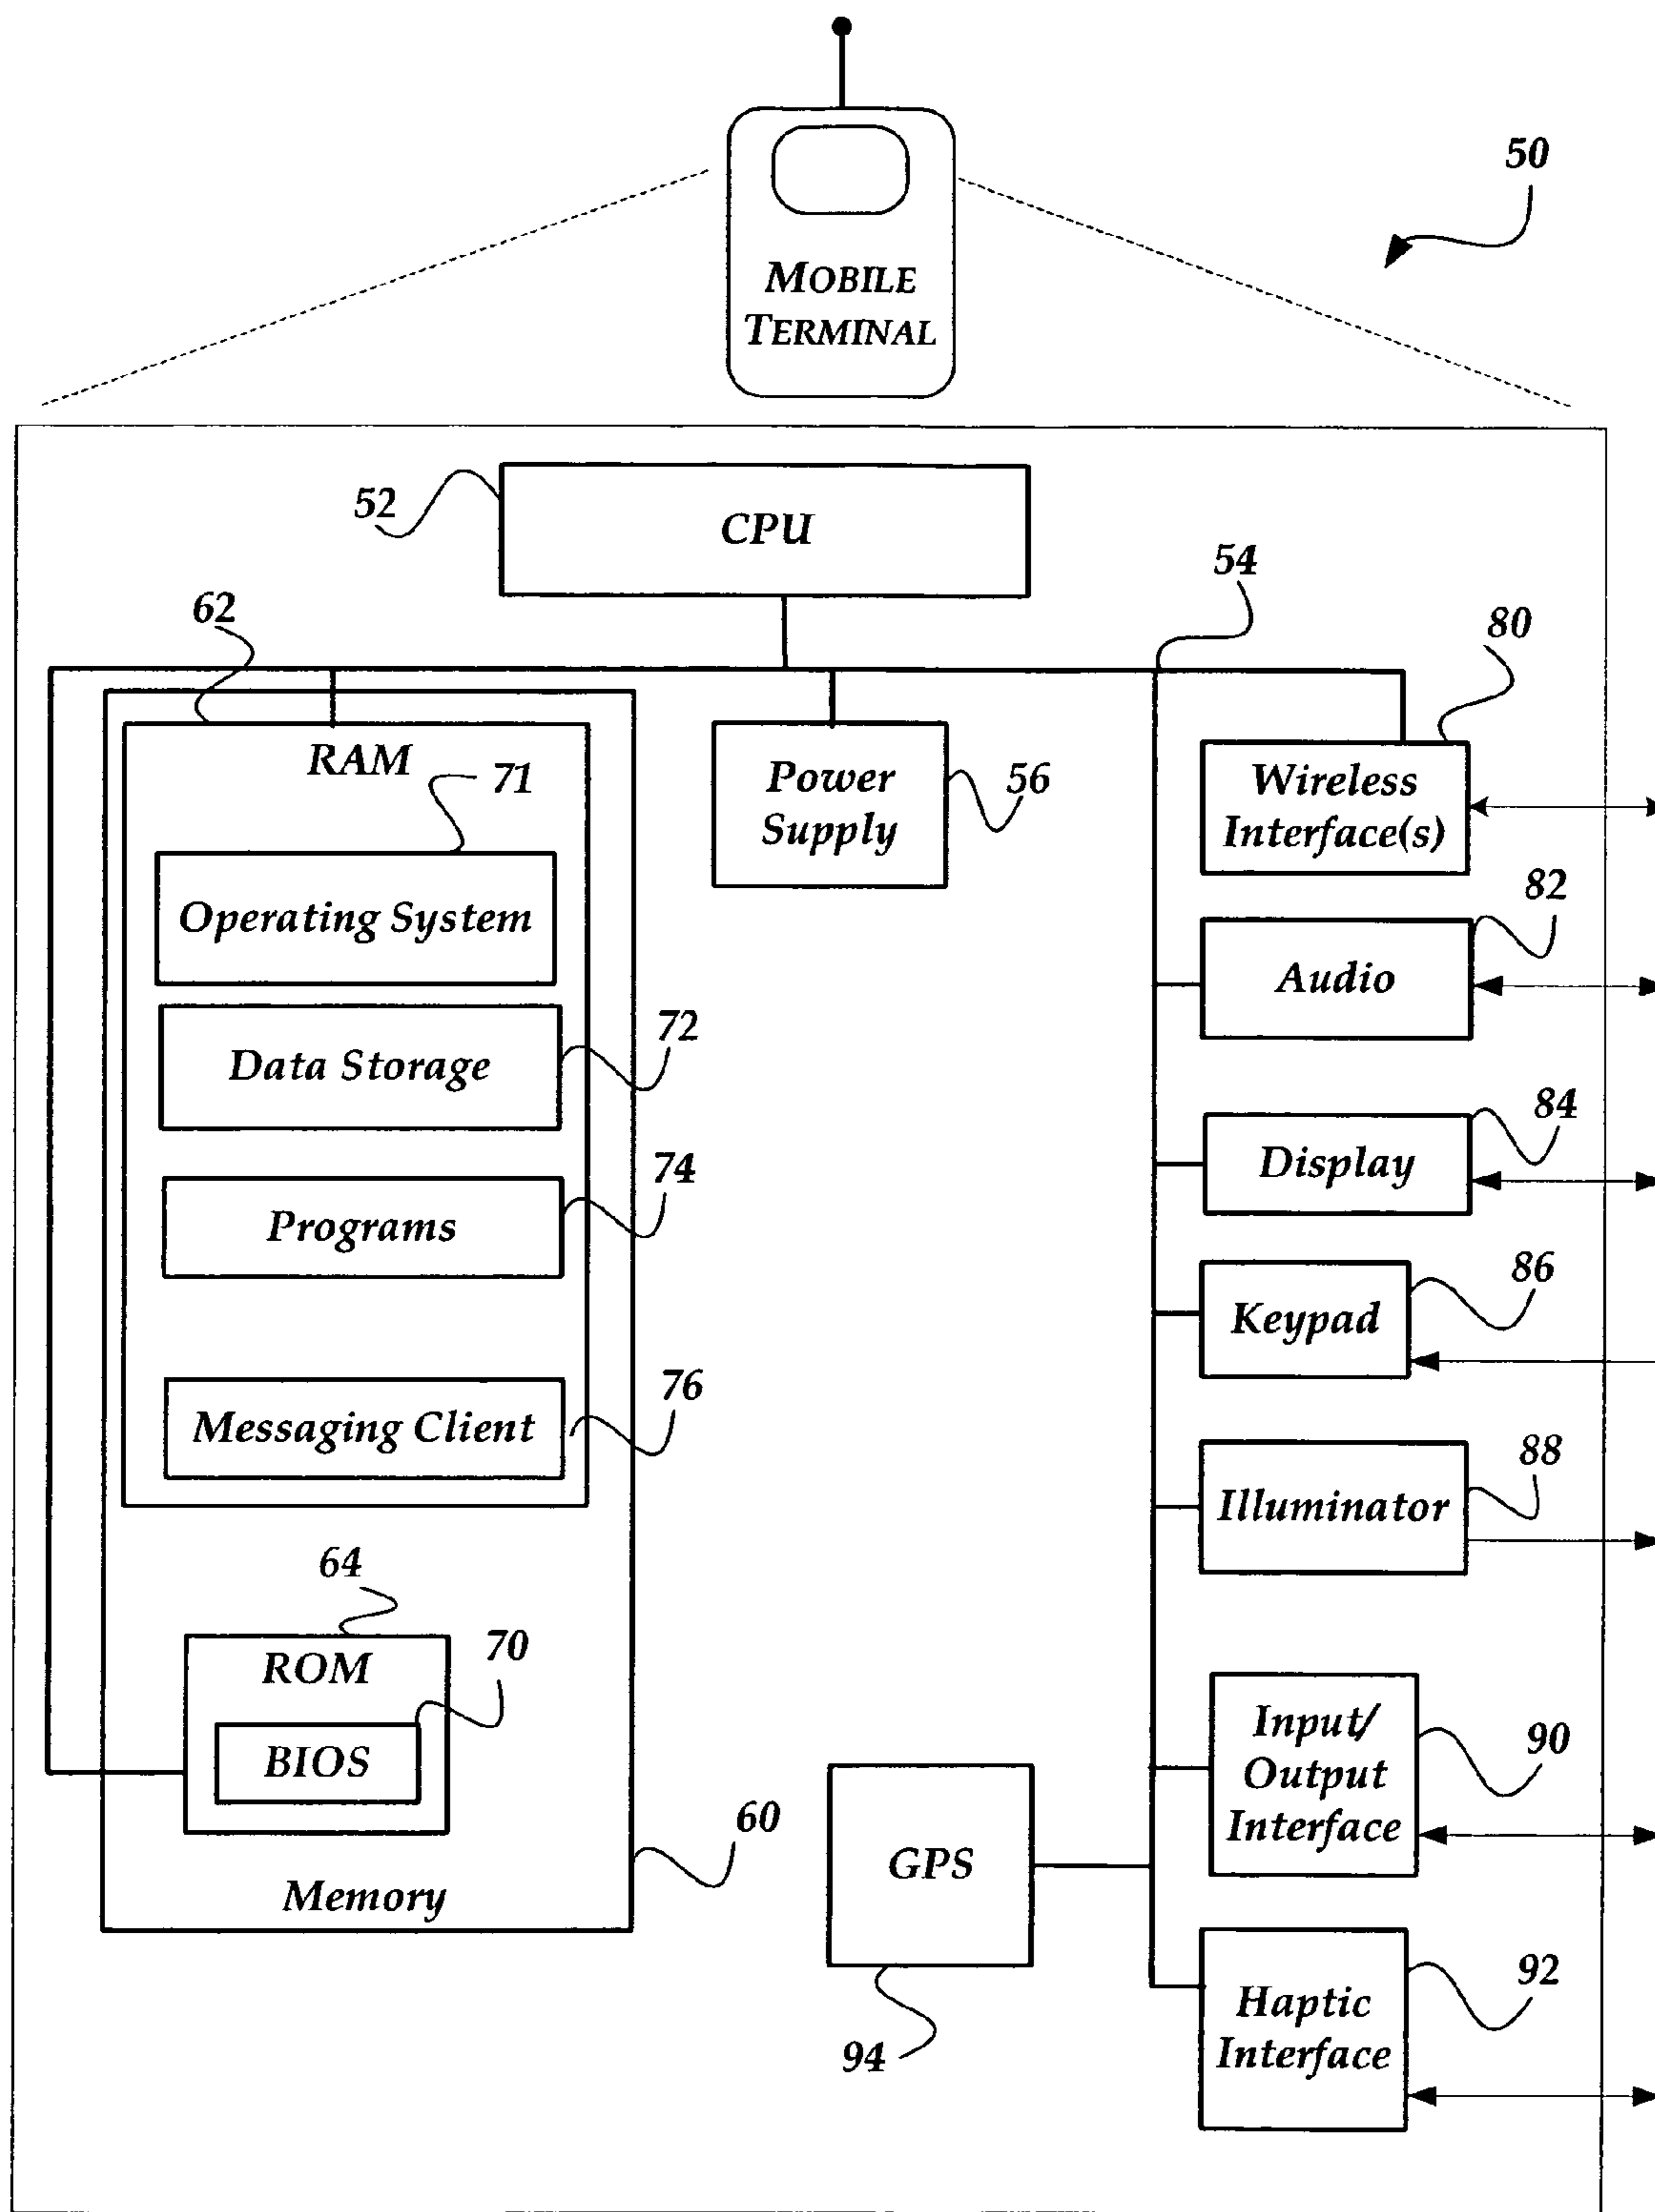 50
MOBILE
TERMINAL
52
CPU
54
62
80
RAM
71
Power
Supply
56
Wireless
Interface(s)
82
Operating System
Audio
72
Data Storage
84
Display
74
Programs
86
Keypad
76
Messaging Client
88
Illuminator
64
ROM
70
BIOS
Input/
Output
Interface
90
60
GPS
Memory
92
Haptic
Interface
94